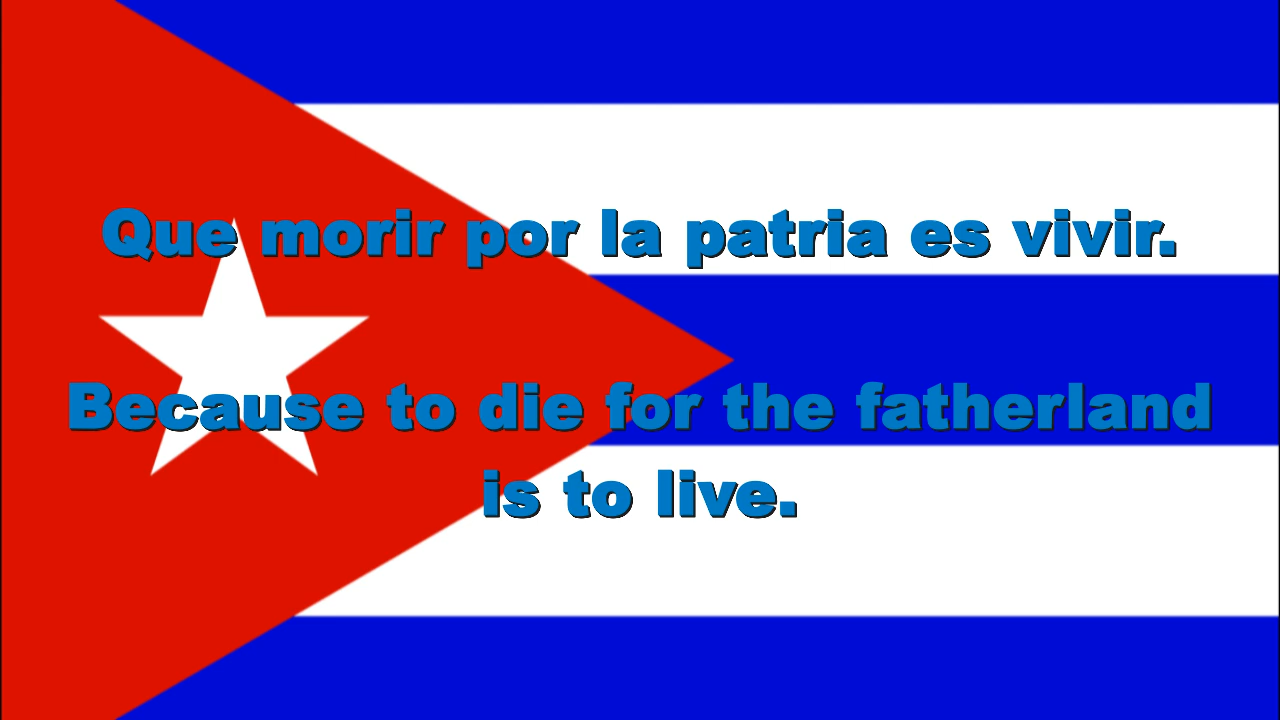 Que morir por la patria es vivir.
Because to die for the fatherland
is to live.